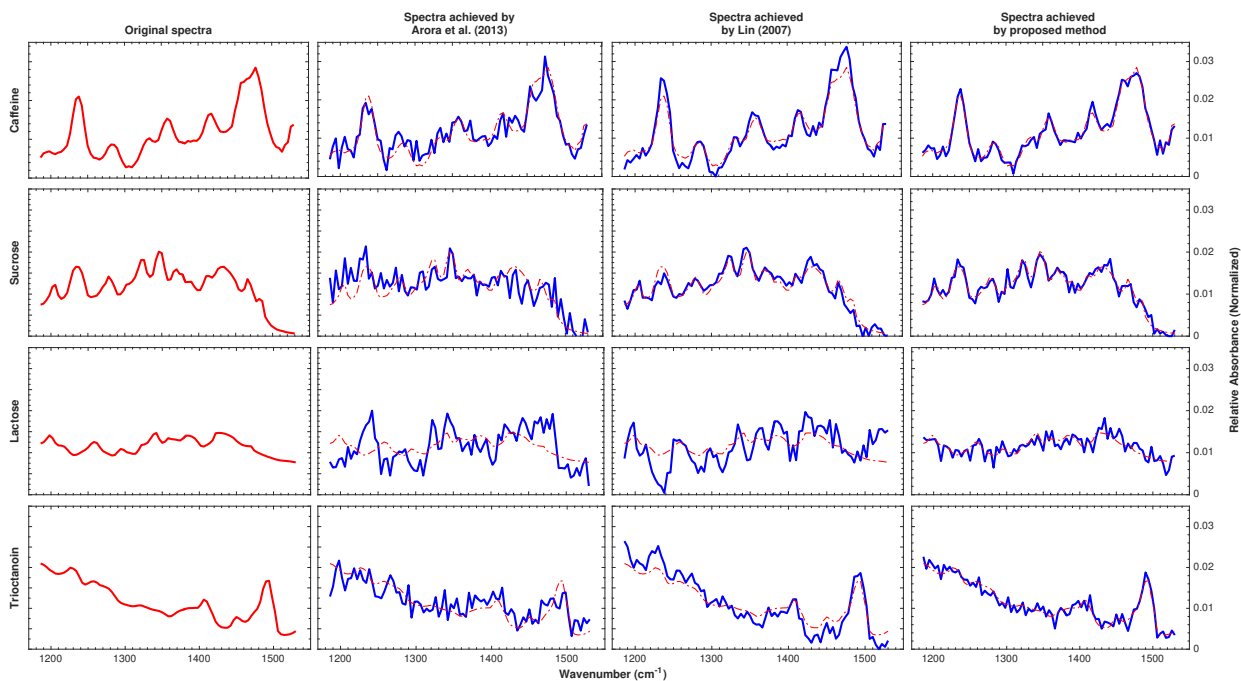 Original spectra
Spectra achieved by
Arora et al. (2013)
Spectra achieved
by Lin (2007)
Spectra achieved
by proposed method
Caffeine
0.03
0.02
0.01
0
Sucrose
0.03
0.02
0.01
0
Lactose
0.03
0.02
0.01
0
Trioctanoin
0.03
0.02
0.01
0
Relative Absorbance (Normalized)
1200 1300 1400 1500
1200 1300 1400 1500
1200 1300 1400 1500
1200 1300 1400 1500
Wavenumber (cm⁻¹)